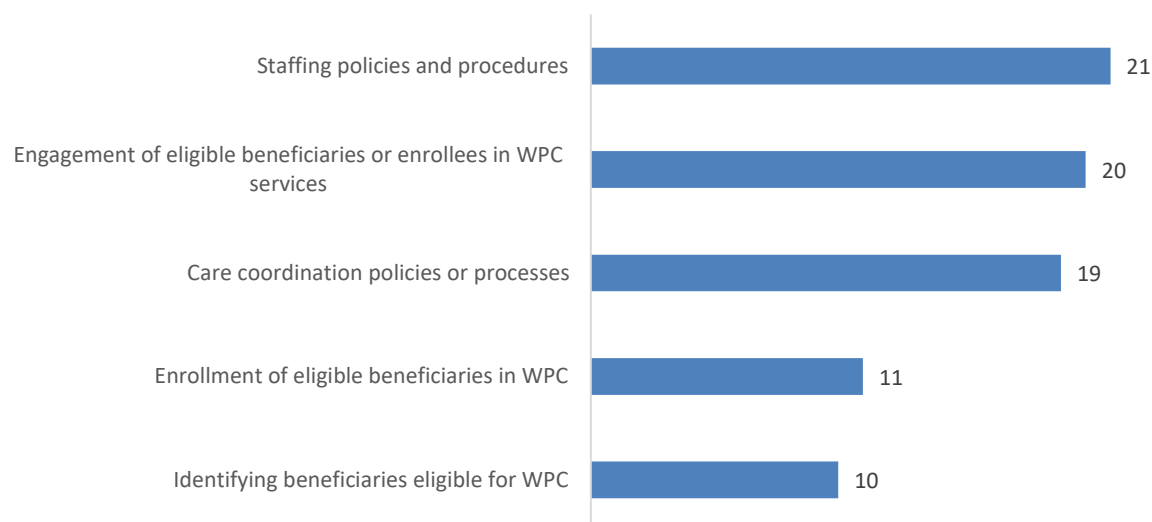 Staffing policies and procedures
21
Engagement of eligible beneficiaries or enrollees in WPC
services
20
Care coordination policies or processes
19
Enrollment of eligible beneficiaries in WPC
11
Identifying beneficiaries eligible for WPC
10